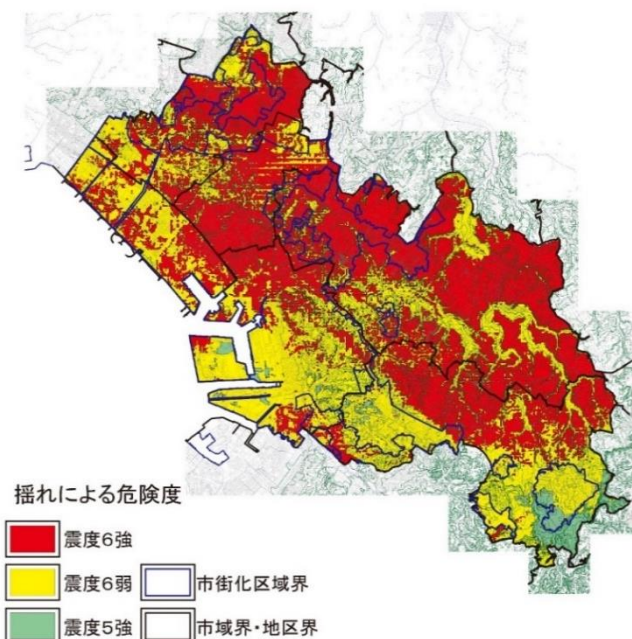 揺れによる危険度
震度6強
震度6弱
市街化区域界
震度5強
市域界・地区界